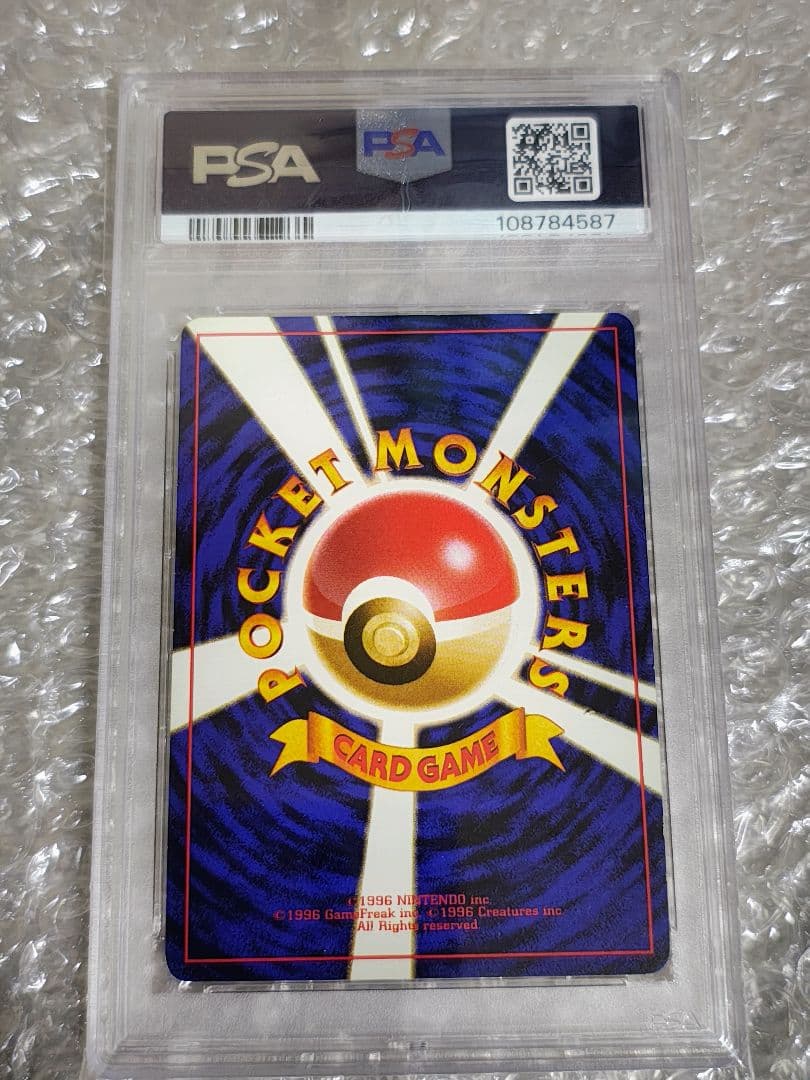 PSA
PSA
108784587
POCKET MONSTERS
CARD GAME
©1996 NINTENDO inc.
©1996 GameFreak inc. ©1996 Creatures inc.
All Rights reserved.
PSA